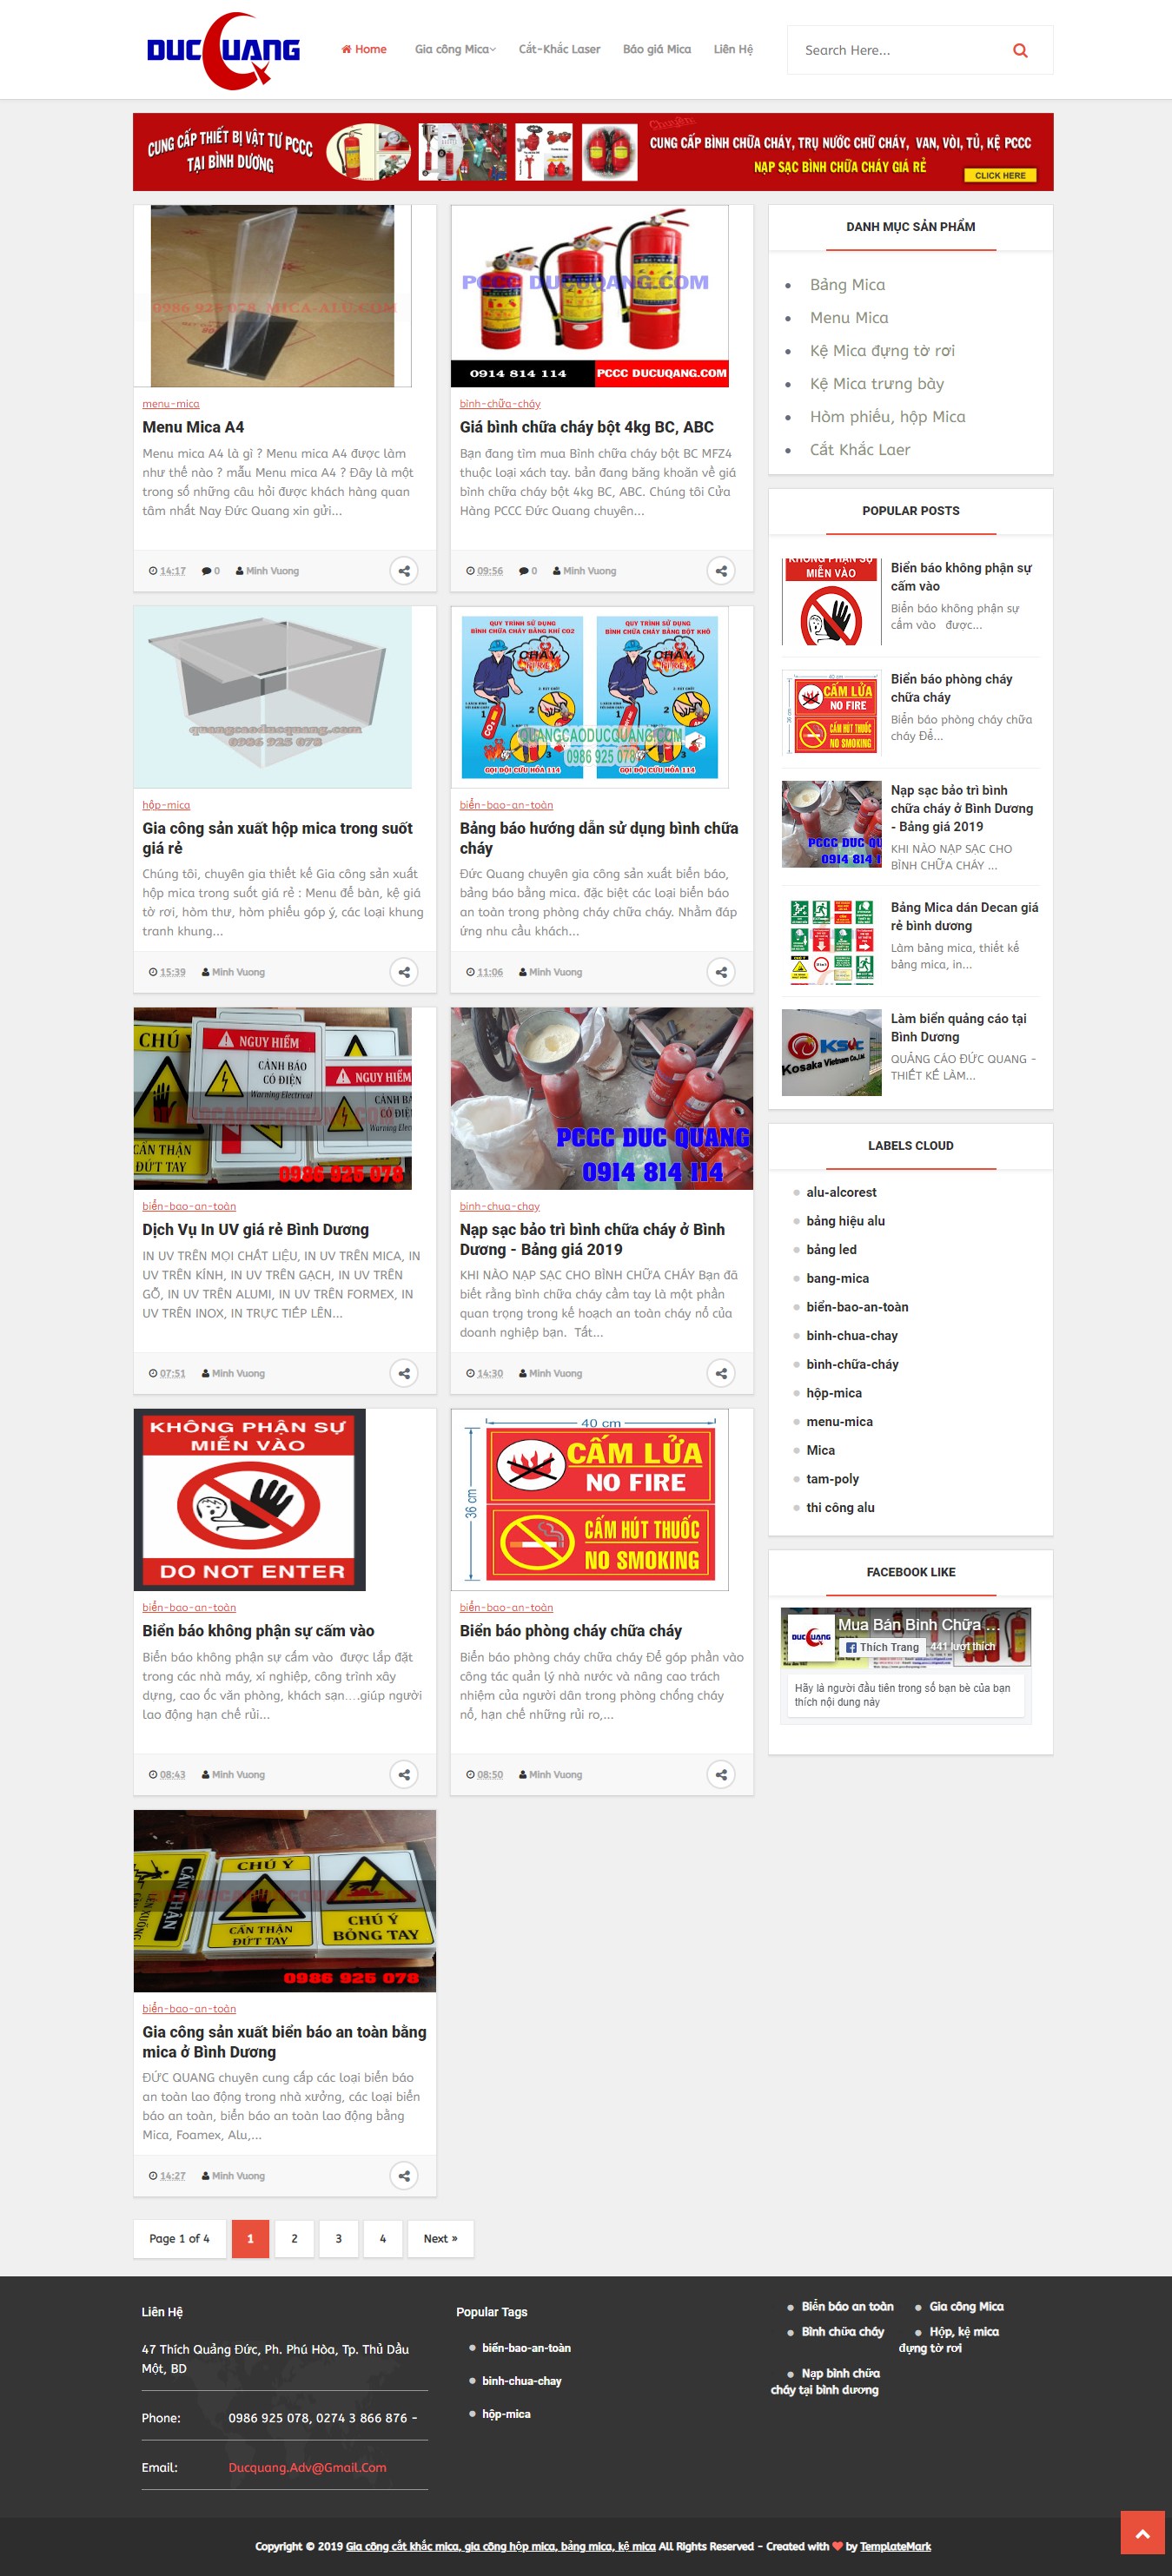 DUCQUANG
Home
Gia công Mica
Cắt-Khắc Laser
Báo giá Mica
Liên Hệ
Search Here...
CUNG CẤP THIẾT BỊ VẬT TƯ PCCC
TẠI BÌNH DƯƠNG
Chuyên
CUNG CẤP BÌNH CHỮA CHÁY, TRỤ NƯỚC CHỮ CHÁY, VAN, VÒI, TỦ, KỆ PCCC
NẠP SẠC BÌNH CHỮA CHÁY GIÁ RẺ
CLICK HERE
0986 925 078 MICA-ALU.COM
menu-mica
Menu Mica A4
Menu mica A4 là gì ? Menu mica A4 được làm
như thế nào ? mẫu Menu mica A4 ? Đây là một
trong số những câu hỏi được khách hàng quan
tâm nhất Nay Đức Quang xin gửi...
14:17 0 Minh Vuong
PCCC DUCUQANG.COM
0914 814 114 PCCC DUCUQANG.COM
bình-chữa-cháy
Giá bình chữa cháy bột 4kg BC, ABC
Bạn đang tìm mua Bình chữa cháy bột BC MFZ4
thuộc loại xách tay. bán đang băng khoăn về giá
bình chữa cháy bột 4kg BC, ABC. Chúng tôi Cửa
Hàng PCCC Đức Quang chuyên...
09:56 0 Minh Vuong
quangcaoducquang.com
0986 925 078
hộp-mica
Gia công sản xuất hộp mica trong suốt
giá rẻ
Chúng tôi, chuyên gia thiết kế Gia công sản xuất
hộp mica trong suốt giá rẻ : Menu để bàn, kệ giá
tờ rơi, hòm thư, hòm phiếu góp ý, các loại khung
tranh khung...
15:39 Minh Vuong
QUY TRÌNH SỬ DỤNG
BÌNH CHỮA CHÁY BẰNG KHÍ CO2
QUY TRÌNH SỬ DỤNG
BÌNH CHỮA CHÁY BẰNG BỘT KHÔ
CHÁY
CHÁY
QUANGCAODUCQUANG.COM
0986 925 078
GỌI ĐỘI CỨU HỎA 114
GỌI ĐỘI CỨU HỎA 114
biển-bao-an-toàn
Bảng báo hướng dẫn sử dụng bình chữa
cháy
Đức Quang chuyên gia công sản xuất biển báo,
bảng báo bằng mica. đặc biệt các loại biển báo
an toàn trong phòng cháy chữa cháy. Nhằm đáp
ứng nhu cầu khách...
11:06 Minh Vuong
CHÚ Ý
NGUY HIỂM
CẢNH BÁO
CÓ ĐIỆN
Warning Electrical
NGUY HIỂM
CẢNH BÁO
CÓ ĐIỆN
CẨN THẬN
ĐỨT TAY
0986 925 078
biển-bao-an-toàn
Dịch Vụ In UV giá rẻ Bình Dương
IN UV TRÊN MỌI CHẤT LIỆU, IN UV TRÊN MICA, IN
UV TRÊN KÍNH, IN UV TRÊN GẠCH, IN UV TRÊN
GỖ, IN UV TRÊN ALUMI, IN UV TRÊN FORMEX, IN
UV TRÊN INOX, IN TRỰC TIẾP LÊN...
07:51 Minh Vuong
PCCC DUC QUANG
0914 814 114
binh-chua-chay
Nạp sạc bảo trì bình chữa cháy ở Bình
Dương - Bảng giá 2019
KHI NÀO NẠP SẠC CHO BÌNH CHỮA CHÁY Bạn đã
biết rằng bình chữa cháy cầm tay là một phần
quan trọng trong kế hoạch an toàn cháy nổ của
doanh nghiệp bạn. Tất...
14:30 Minh Vuong
KHÔNG PHẬN SỰ
MIỄN VÀO
DO NOT ENTER
biển-bao-an-toàn
Biển báo không phận sự cấm vào
Biển báo không phận sự cấm vào được lắp đặt
trong các nhà máy, xí nghiệp, công trình xây
dựng, cao ốc văn phòng, khách sạn....giúp người
lao động hạn chế rủi...
08:43 Minh Vuong
40 cm
36 cm
CẤM LỬA
NO FIRE
CẤM HÚT THUỐC
NO SMOKING
biển-bao-an-toàn
Biển báo phòng cháy chữa cháy
Biển báo phòng cháy chữa cháy Để góp phần vào
công tác quản lý nhà nước và nâng cao trách
nhiệm của người dân trong phòng chống cháy
nổ, hạn chế những rủi ro,...
08:50 Minh Vuong
CẨN THẬN
CHÚ Ý
CẨN THẬN
ĐỨT TAY
CHÚ Ý
BỎNG TAY
0986 925 078
biển-bao-an-toàn
Gia công sản xuất biển báo an toàn bằng
mica ở Bình Dương
ĐỨC QUANG chuyên cung cấp các loại biển báo
an toàn lao động trong nhà xưởng, các loại biển
báo an toàn, biển báo an toàn lao động bằng
Mica, Foamex, Alu,...
14:27 Minh Vuong
Page 1 of 4 1 2 3 4 Next »
DANH MỤC SẢN PHẨM
Bảng Mica
Menu Mica
Kệ Mica đựng tờ rơi
Kệ Mica trưng bày
Hòm phiếu, hộp Mica
Cắt Khắc Laer
POPULAR POSTS
KHÔNG PHẬN SỰ
MIỄN VÀO
Biển báo không phận sự
cấm vào
Biển báo không phận sự
cấm vào được...
40 cm
CẤM LỬA
NO FIRE
CẤM HÚT THUỐC
NO SMOKING
Biển báo phòng cháy
chữa cháy
Biển báo phòng cháy chữa
cháy Để...
PCCC DUC QU
0914 814 1
Nạp sạc bảo trì bình
chữa cháy ở Bình Dương
- Bảng giá 2019
KHI NÀO NẠP SẠC CHO
BÌNH CHỮA CHÁY ...
Bảng Mica dán Decan giá
rẻ bình dương
Làm bảng mica, thiết kế
bảng mica, in...
KSVC
Kosaka Vietnam Co.,Ltd.
Làm biển quảng cáo tại
Bình Dương
QUẢNG CÁO ĐỨC QUANG -
THIẾT KẾ LÀM...
LABELS CLOUD
alu-alcorest
bảng hiệu alu
bảng led
bang-mica
biển-bao-an-toàn
binh-chua-chay
bình-chữa-cháy
hộp-mica
menu-mica
Mica
tam-poly
thi công alu
FACEBOOK LIKE
DUCQUANG
Mua Bán Bình Chữa ...
Thích Trang 441 lượt thích
Hãy là người đầu tiên trong số bạn bè của bạn
thích nội dung này
Liên Hệ
47 Thích Quảng Đức, Ph. Phú Hòa, Tp. Thủ Dầu
Một, BD
Phone: 0986 925 078, 0274 3 866 876 -
Email: Ducquang.Adv@Gmail.Com
Popular Tags
biển-bao-an-toàn
binh-chua-chay
hộp-mica
Biển báo an toàn
Gia công Mica
Bình chữa cháy
Hộp, kệ mica
đựng tờ rơi
Nạp bình chữa
cháy tại bình dương
Copyright © 2019 Gia công cắt khắc mica, gia công hộp mica, bảng mica, kệ mica All Rights Reserved - Created with ❤ by TemplateMark